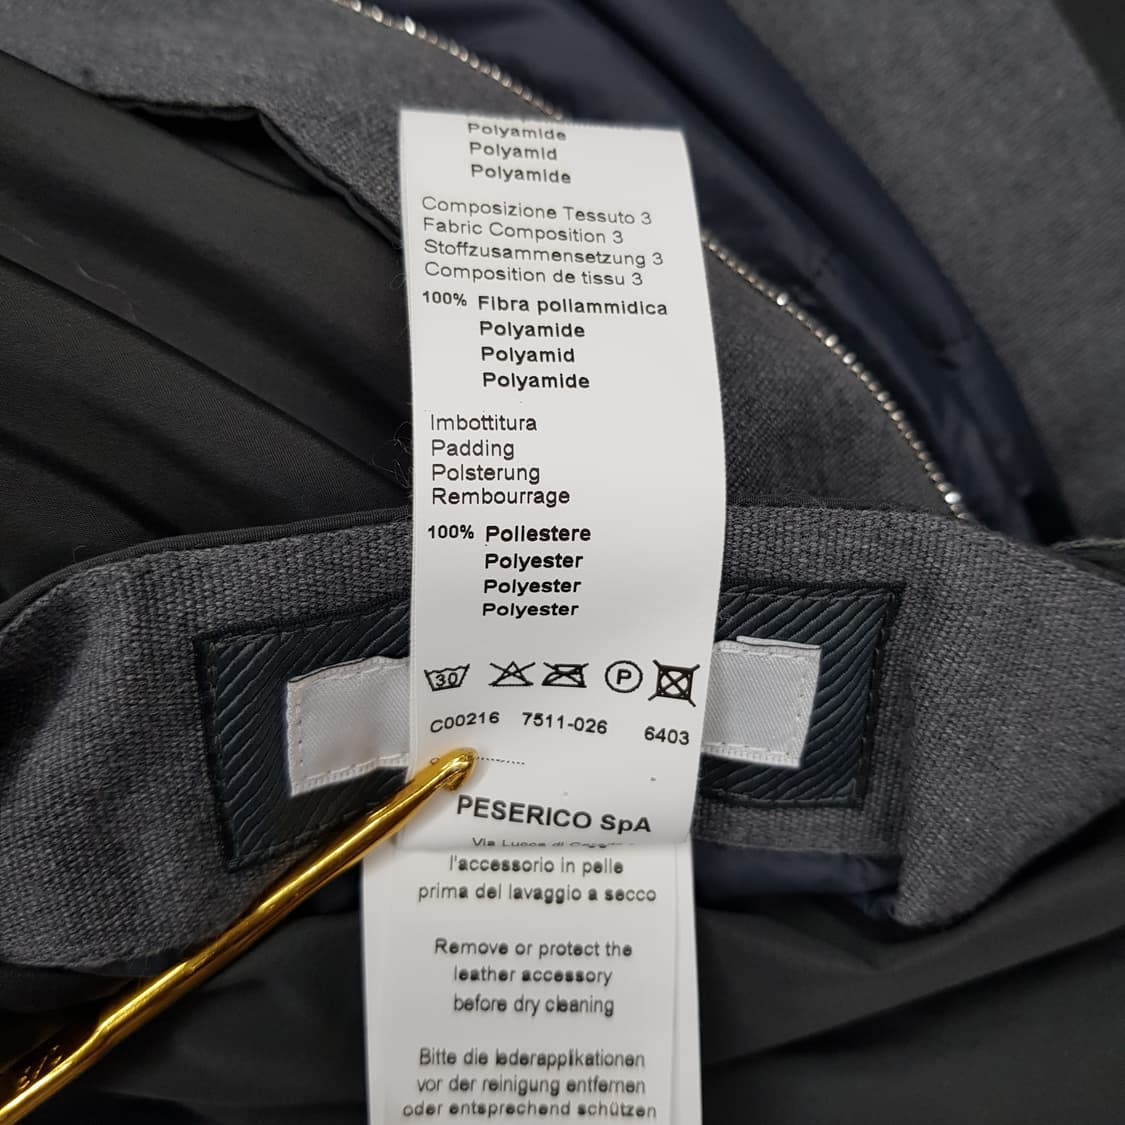 Polyamide
Polyamid
Polyamide
Composizione Tessuto 3
Fabric Composition 3
Stoffzusammensetzung 3
Composition de tissu 3
100% Fibra poliammidica
Polyamide
Polyamid
Polyamide
Imbottitura
Padding
Polsterung
Rembourrage
100% Poliestere
Polyester
Polyester
Polyester
30 P
C00216 7511-026 6403
PESERICO SpA
Via
l'accessorio in pelle
prima del lavaggio a secco
Remove or protect the
leather accessory
before dry cleaning
Bitte die lederapplikationen
vor der reinigung entfernen
oder entsprechend schützen